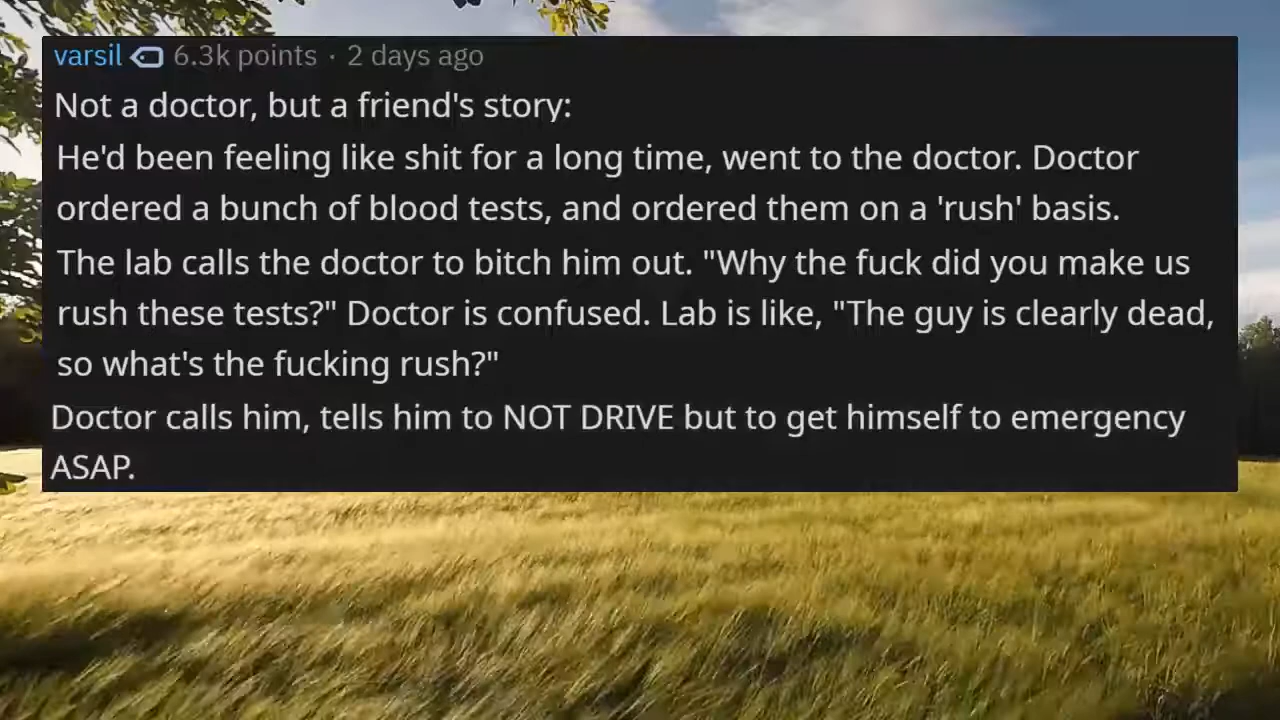 varsil 6.3k points · 2 days ago
Not a doctor, but a friend's story:
He'd been feeling like shit for a long time, went to the doctor. Doctor
ordered a bunch of blood tests, and ordered them on a 'rush' basis.
The lab calls the doctor to bitch him out. "Why the fuck did you make us
rush these tests?" Doctor is confused. Lab is like, "The guy is clearly dead,
so what's the fucking rush?"
Doctor calls him, tells him to NOT DRIVE but to get himself to emergency
ASAP.